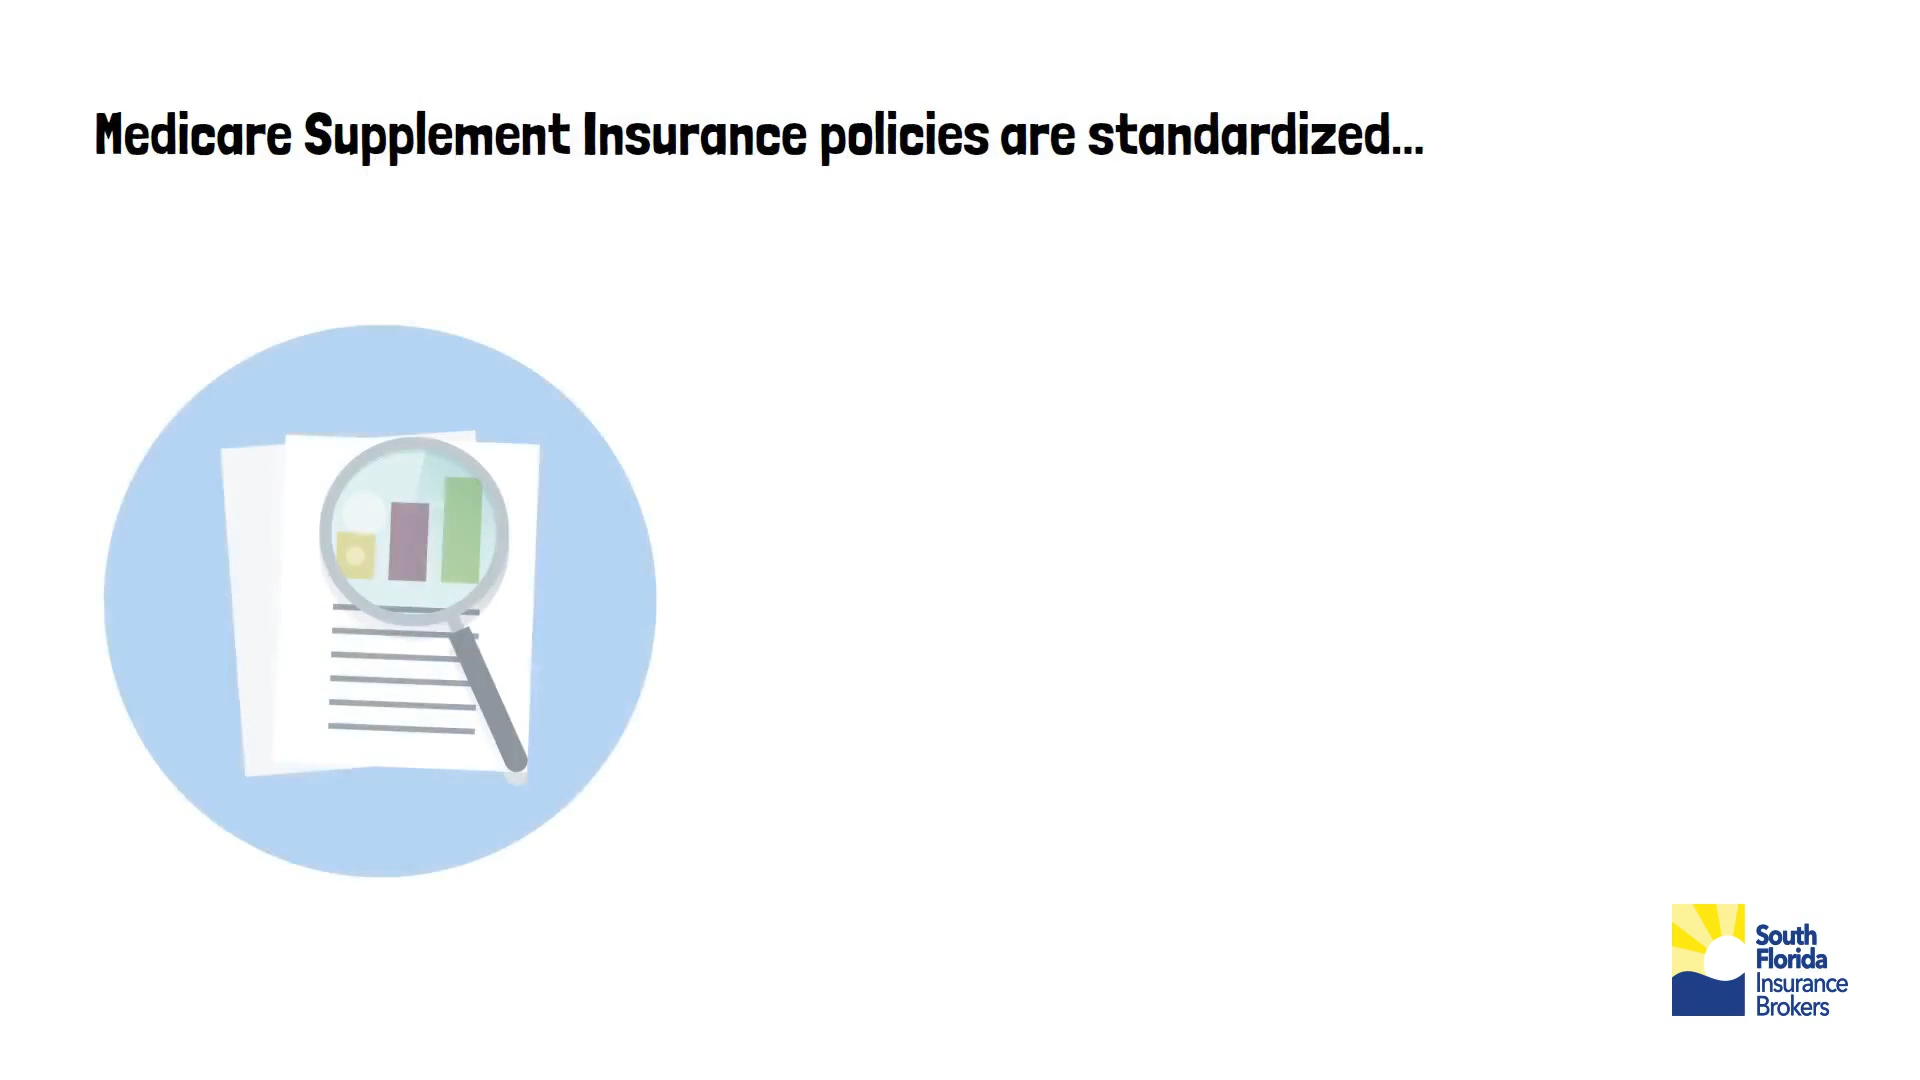 Medicare Supplement Insurance policies are standardized...
South
Florida
Insurance
Brokers